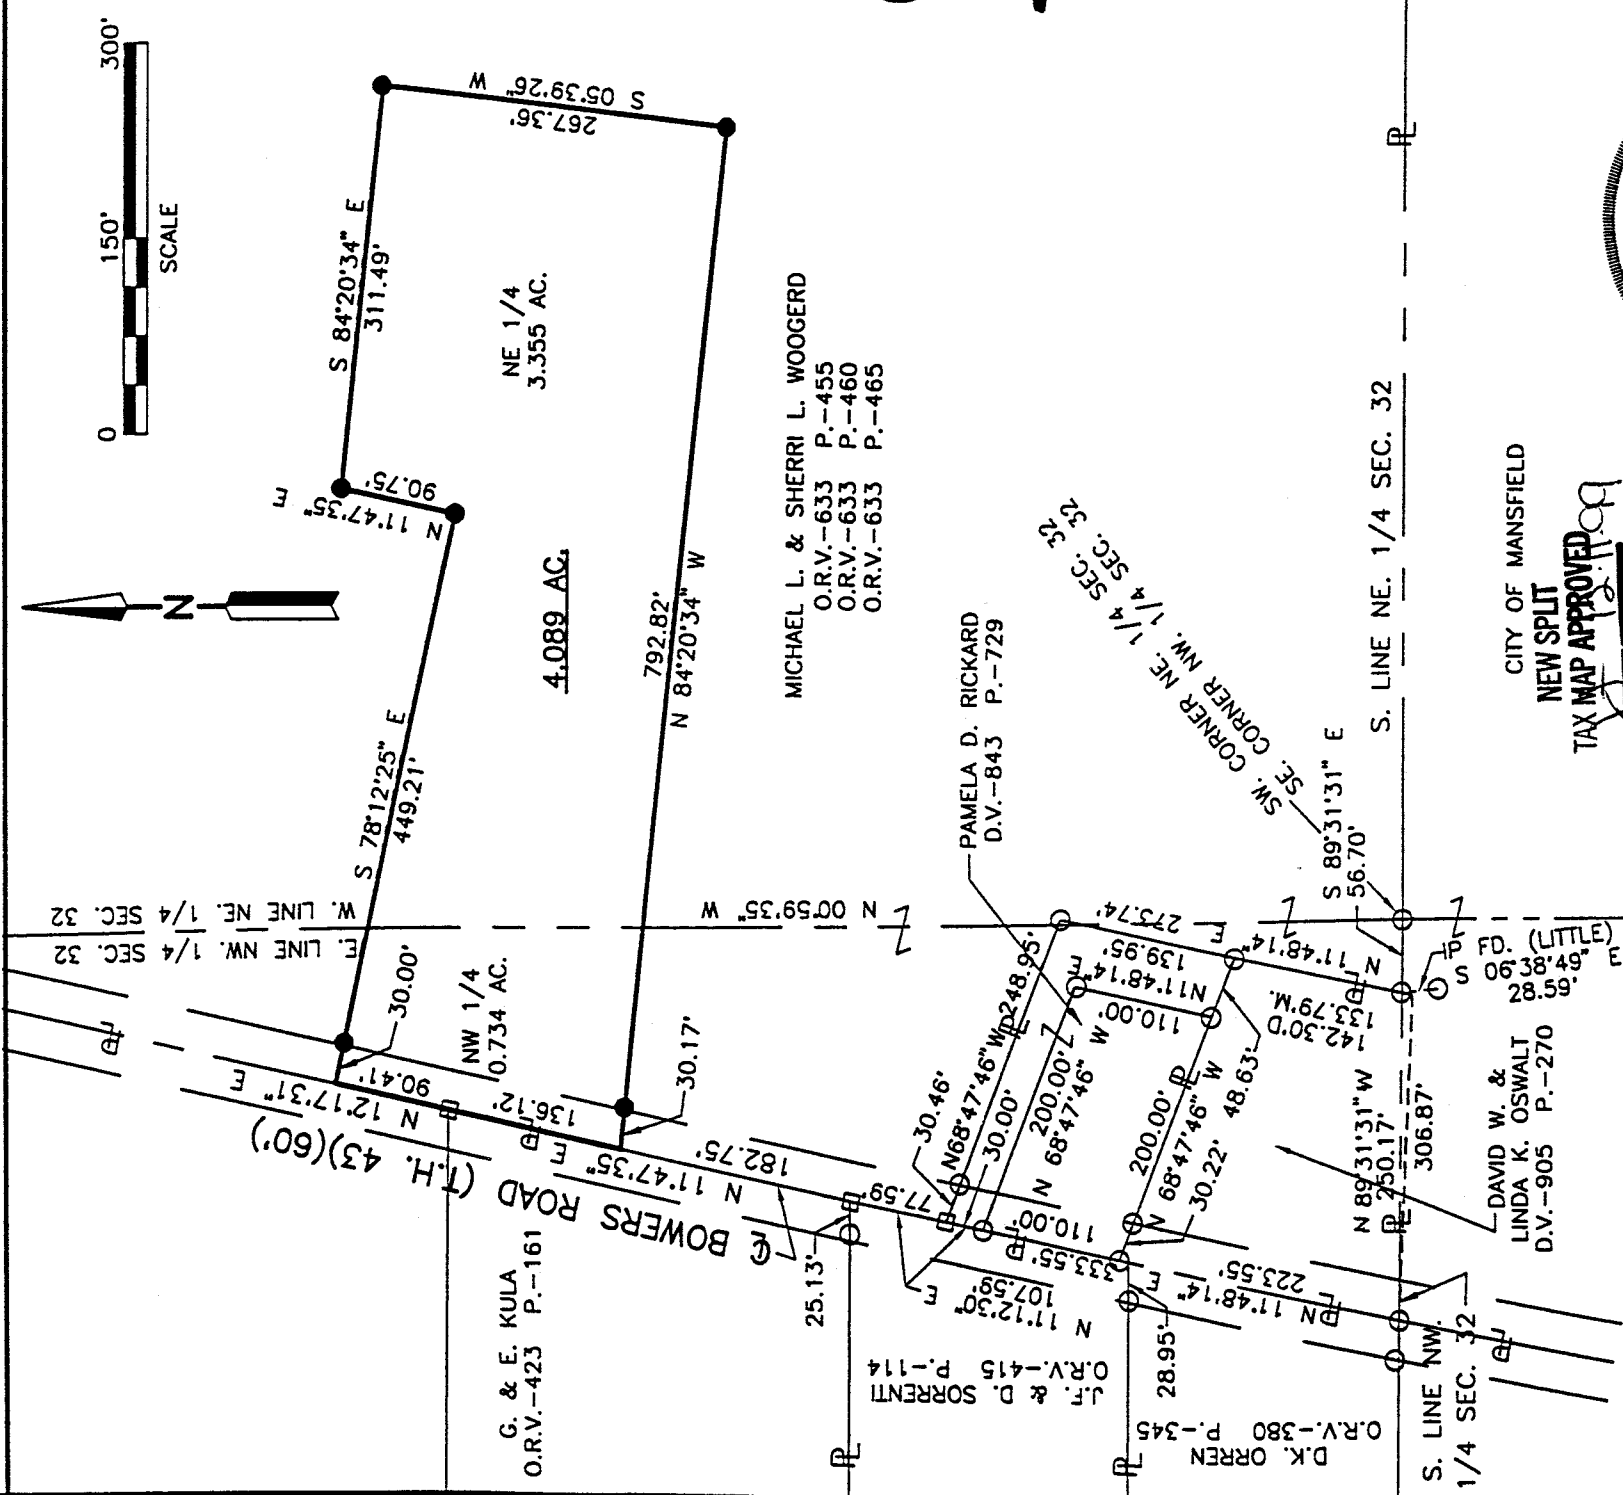 0 150' 300'
SCALE
N
S 84°20'34" E
311.49'
S 05°39'26" W
267.36'
N 11°47'35" E
90.75'
NE 1/4
3.355 AC.
S 78°12'25" E
449.21'
4.089 AC.
792.82'
N 84°20'34" W
MICHAEL L. & SHERRI L. WOOGERD
O.R.V.-633 P.-455
O.R.V.-633 P.-460
O.R.V.-633 P.-465
W. LINE NE. 1/4 SEC. 32
E. LINE NW. 1/4 SEC. 32
N 00°59'35" W
30.00'
NW 1/4
0.734 AC.
30.17'
N 12°17'31" E
90.41'
136.12'
N 11°47'35" E
182.75'
BOWERS ROAD (T.H. 43)(60')
G. & E. KULA
O.R.V.-423 P.-161
25.13'
77.59'
N 11°12'30" E
107.59'
J.F. & D. SORRENTI
O.R.V.-415 P.-114
D.K. ORREN
O.R.V.-380 P.-345
28.95'
PAMELA D. RICKARD
D.V.-843 P.-729
30.46'
N68°47'46"W
248.95'
30.00'
200.00'
N 68°47'46" W
N11°48'14" E
110.00'
110.00'
333.55'
200.00'
N 68°47'46" W
30.22'
48.63'
273.74'
139.95'
N 11°48'14" E
142.30'D
133.79'M.
N 11°48'14" E
223.55'
SW. CORNER NE. 1/4 SEC. 32
SE. CORNER NW. 1/4 SEC. 32
S 89°31'31" E
56.70'
S. LINE NE. 1/4 SEC. 32
IP FD. (LITTLE)
S 06°38'49" E
28.59'
N 89°31'31"W
250.17'
306.87'
DAVID W. &
LINDA K. OSWALT
D.V.-905 P.-270
S. LINE NW.
1/4 SEC. 32
CITY OF MANSFIELD
NEW SPLIT
TAX MAP APPROVED